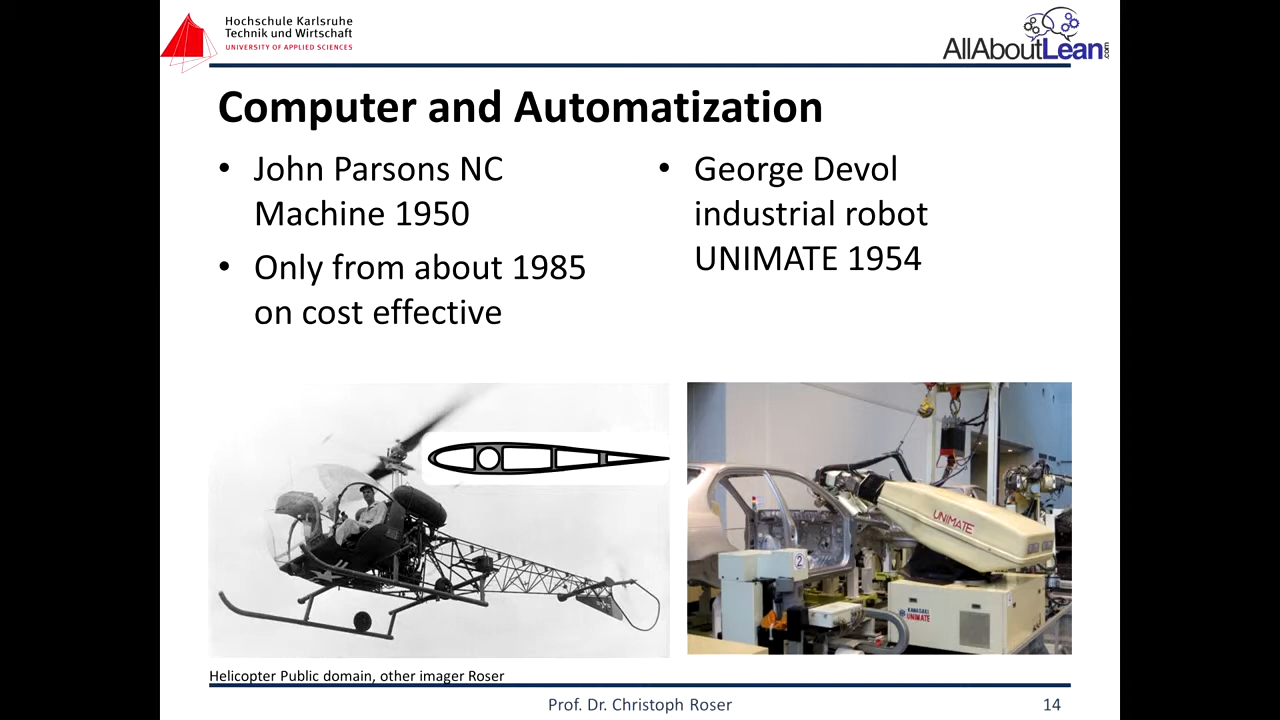 Hochschule Karlsruhe
Technik und Wirtschaft
UNIVERSITY OF APPLIED SCIENCES
AllAboutLean.com
Computer and Automatization
• John Parsons NC
Machine 1950
• Only from about 1985
on cost effective
• George Devol
industrial robot
UNIMATE 1954
UNIMATE
2
KAWASAKI
UNIMATE
Helicopter Public domain, other imager Roser
Prof. Dr. Christoph Roser
14